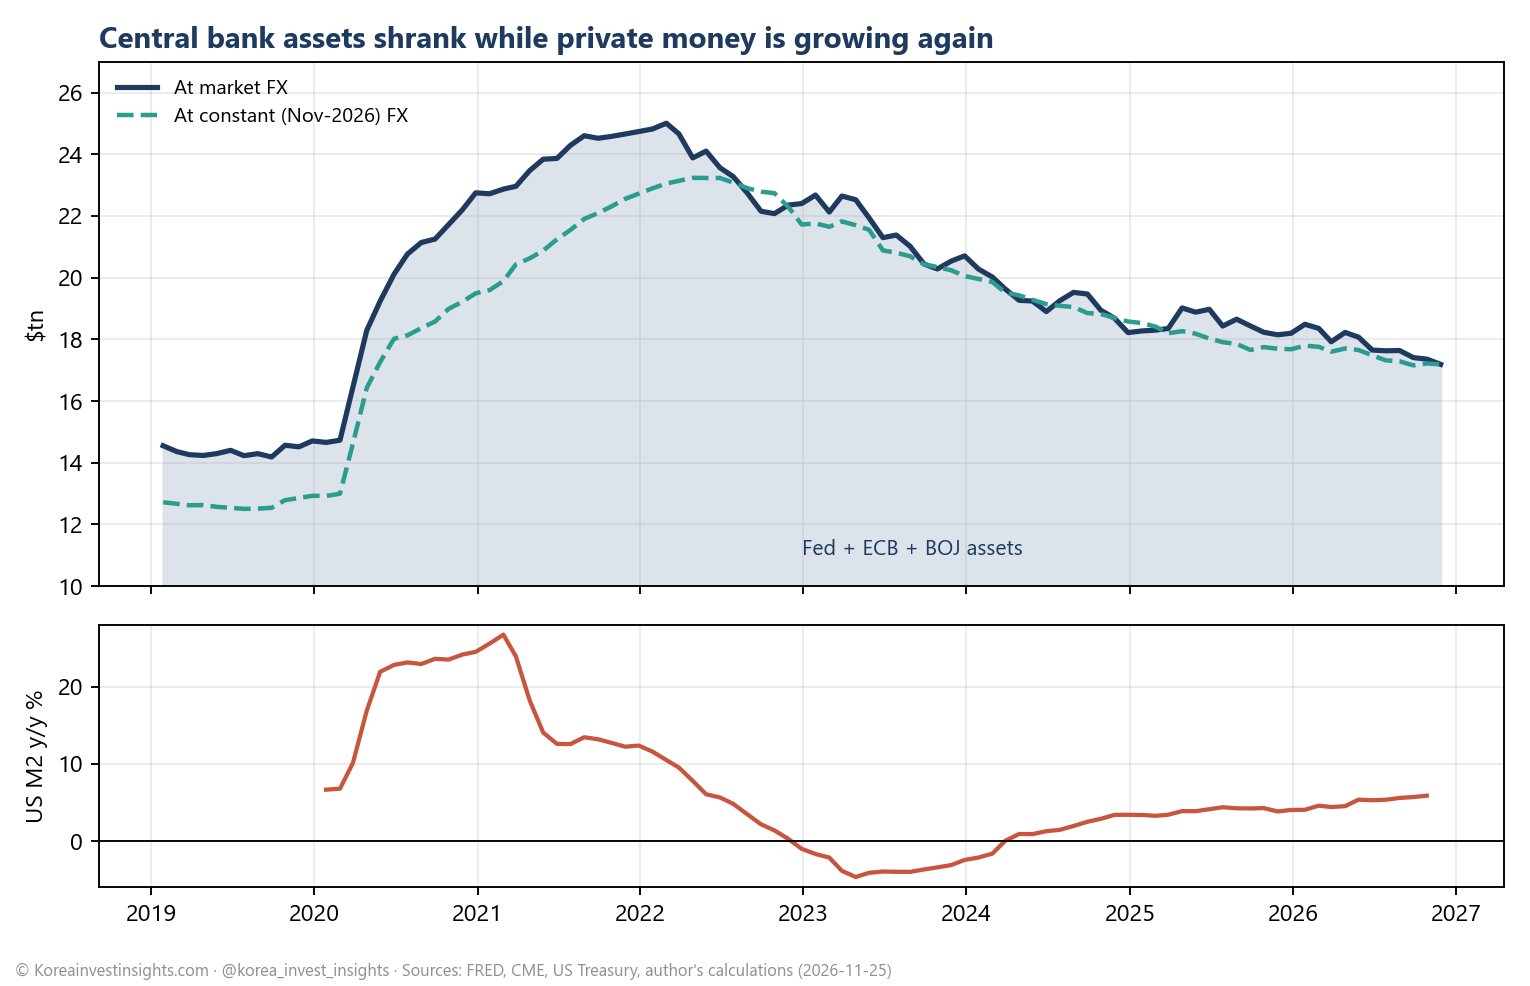 Central bank assets shrank while private money is growing again
At market FX
At constant (Nov-2026) FX
26
24
22
20
18
16
14
12
10
$tn
Fed + ECB + BOJ assets
20
10
0
US M2 y/y %
2019 2020 2021 2022 2023 2024 2025 2026 2027
© Koreainvestinsights.com · @korea_invest_insights · Sources: FRED, CME, US Treasury, author's calculations (2026-11-25)